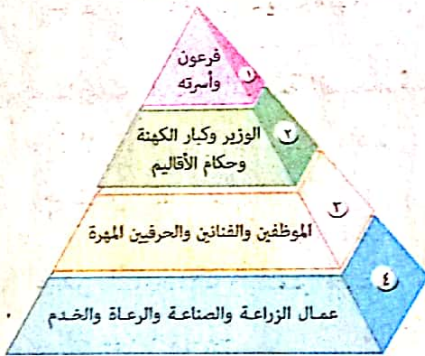 فرعون
وأسرته
١
الوزير وكبار الكهنة
وحكام الأقاليم
٢
الموظفين والفنانين والحرفيين المهرة
٣
عمال الزراعة والصناعة والرعاة والخدم
٤